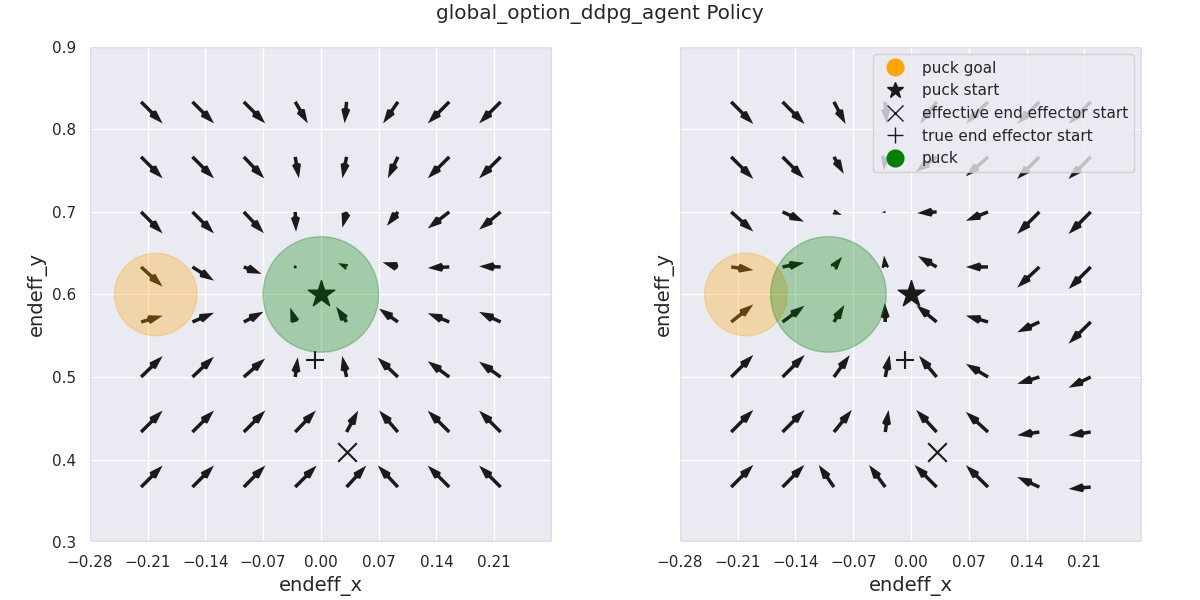 global_option_ddpg_agent Policy
0.9
0.8
0.7
0.6
0.5
0.4
0.3
endeff_y
−0.28 −0.21 −0.14 −0.07 0.00 0.07 0.14 0.21
endeff_x
puck goal
puck start
effective end effector start
true end effector start
puck
endeff_y
−0.28 −0.21 −0.14 −0.07 0.00 0.07 0.14 0.21
endeff_x